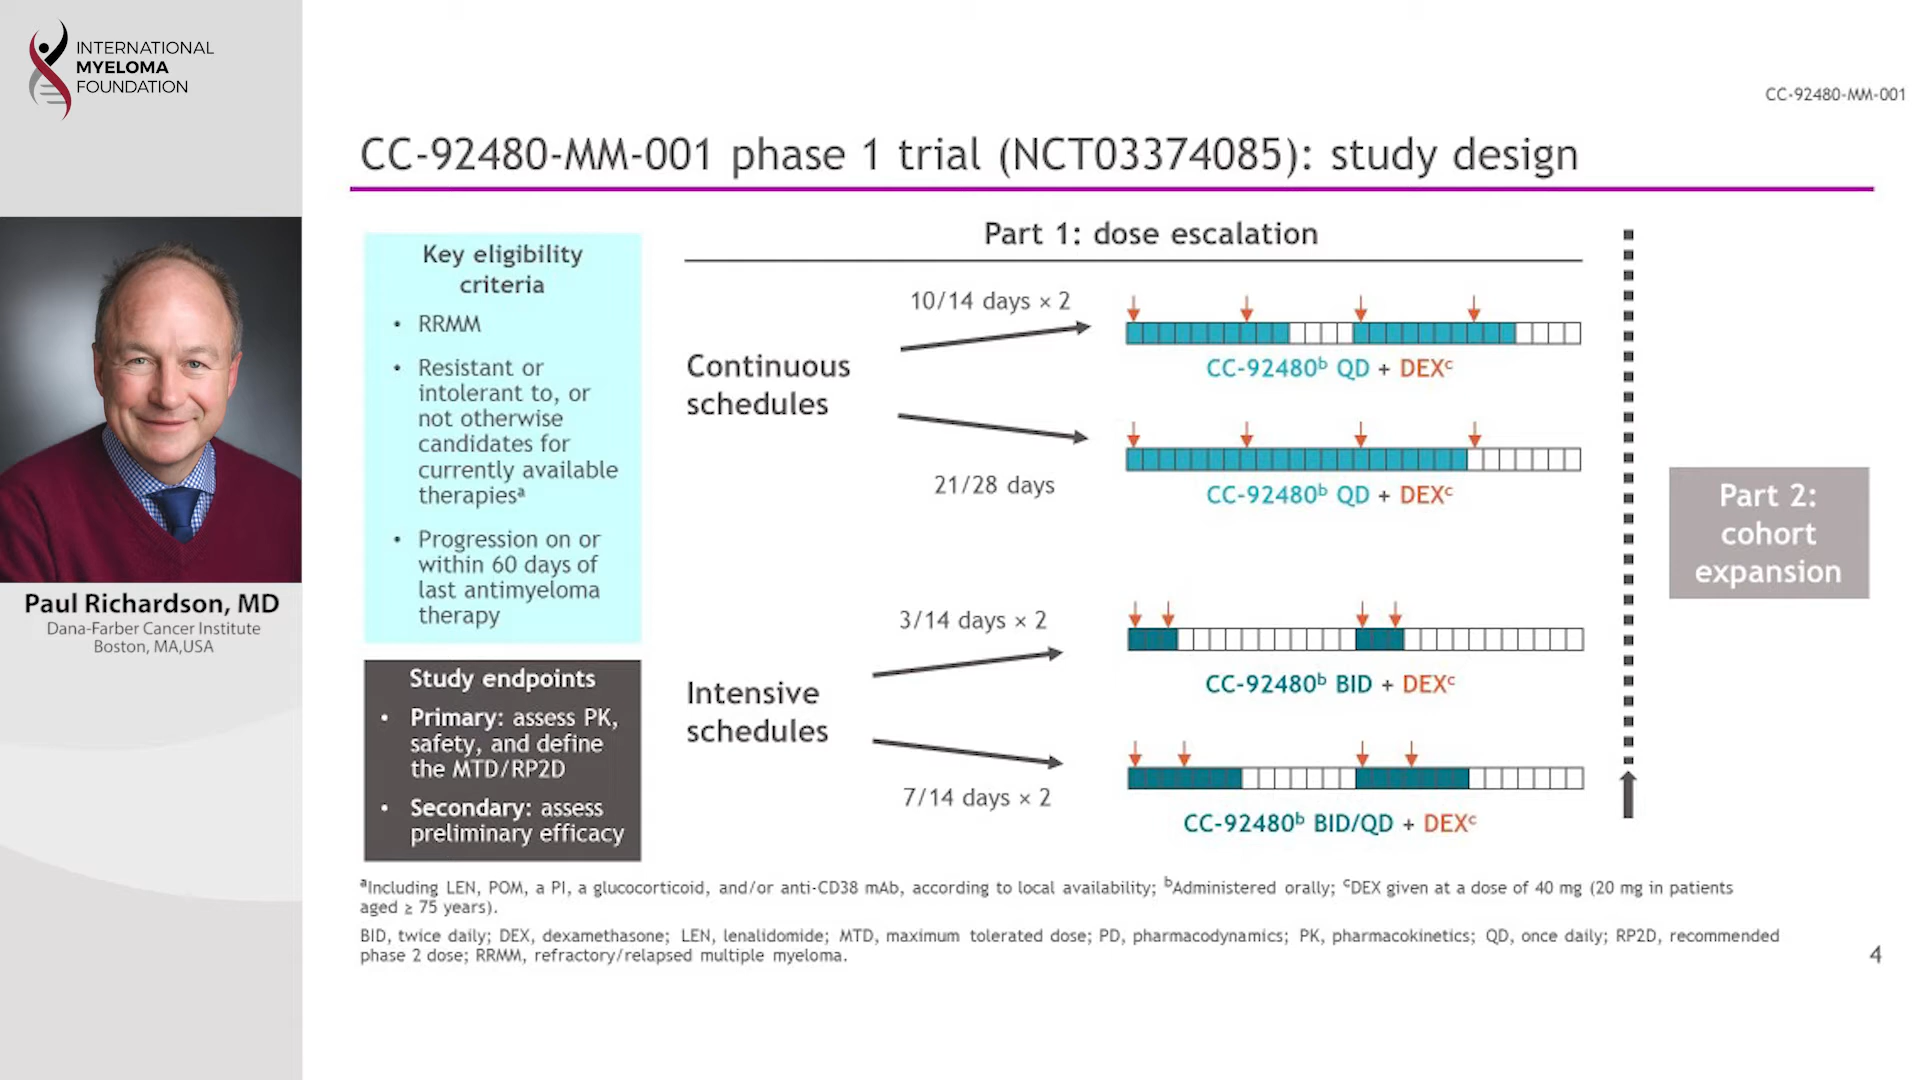 INTERNATIONAL
MYELOMA
FOUNDATION
CC-92480-MM-001
CC-92480-MM-001 phase 1 trial (NCT03374085): study design
Paul Richardson, MD
Dana-Farber Cancer Institute
Boston, MA,USA
Key eligibility
criteria
• RRMM
• Resistant or
intolerant to, or
not otherwise
candidates for
currently available
therapiesᵃ
• Progression on or
within 60 days of
last antimyeloma
therapy
Study endpoints
• Primary: assess PK,
safety, and define
the MTD/RP2D
• Secondary: assess
preliminary efficacy
Part 1: dose escalation
Continuous
schedules
10/14 days × 2
CC-92480ᵇ QD + DEXᶜ
21/28 days
CC-92480ᵇ QD + DEXᶜ
Intensive
schedules
3/14 days × 2
CC-92480ᵇ BID + DEXᶜ
7/14 days × 2
CC-92480ᵇ BID/QD + DEXᶜ
Part 2:
cohort
expansion
ᵃIncluding LEN, POM, a PI, a glucocorticoid, and/or anti-CD38 mAb, according to local availability; ᵇAdministered orally; ᶜDEX given at a dose of 40 mg (20 mg in patients
aged ≥ 75 years).
BID, twice daily; DEX, dexamethasone; LEN, lenalidomide; MTD, maximum tolerated dose; PD, pharmacodynamics; PK, pharmacokinetics; QD, once daily; RP2D, recommended
phase 2 dose; RRMM, refractory/relapsed multiple myeloma.
4